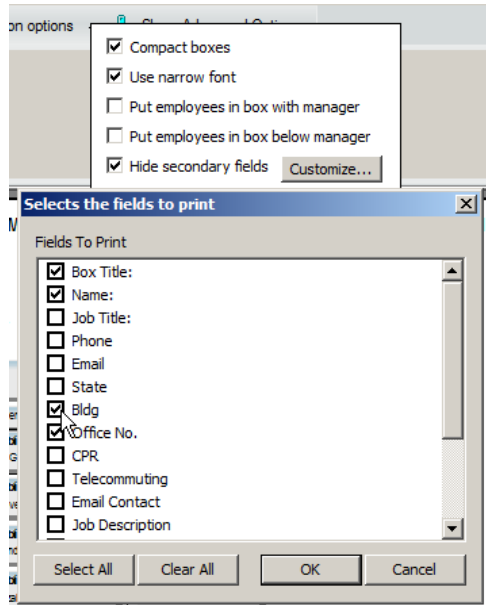 on options
Compact boxes
Use narrow font
Put employees in box with manager
Put employees in box below manager
Hide secondary fields Customize...
Selects the fields to print
Fields To Print
Box Title:
Name:
Job Title:
Phone
Email
State
Bldg
Office No.
CPR
Telecommuting
Email Contact
Job Description
Select All Clear All OK Cancel